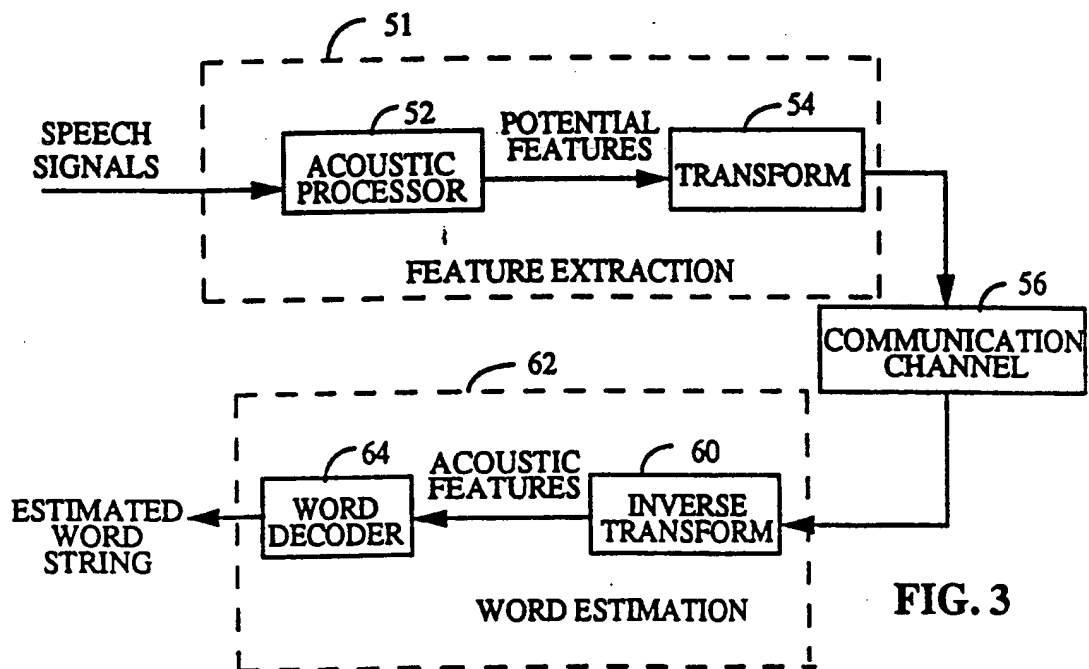 51
SPEECH
SIGNALS
52
ACOUSTIC
PROCESSOR
POTENTIAL
FEATURES
54
TRANSFORM
FEATURE EXTRACTION
56
COMMUNICATION
CHANNEL
62
64
WORD
DECODER
ACOUSTIC
FEATURES
60
INVERSE
TRANSFORM
ESTIMATED
WORD
STRING
WORD ESTIMATION
FIG. 3